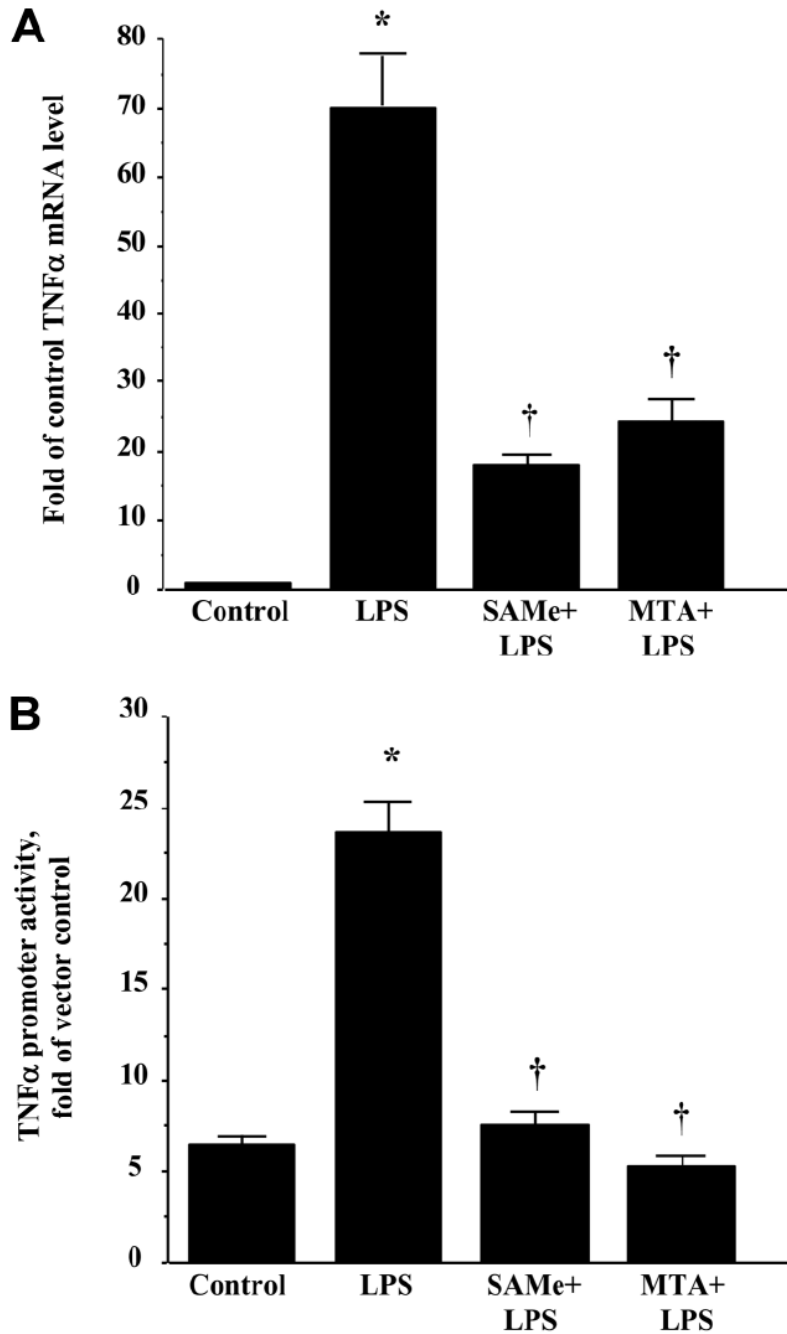 A
Fold of control TNFα mRNA level
80
70
60
50
40
30
20
10
0
*
†
†
Control
LPS
SAMe+
LPS
MTA+
LPS
B
TNFα promoter activity,
fold of vector control
30
25
20
15
10
5
0
*
†
†
Control
LPS
SAMe+
LPS
MTA+
LPS